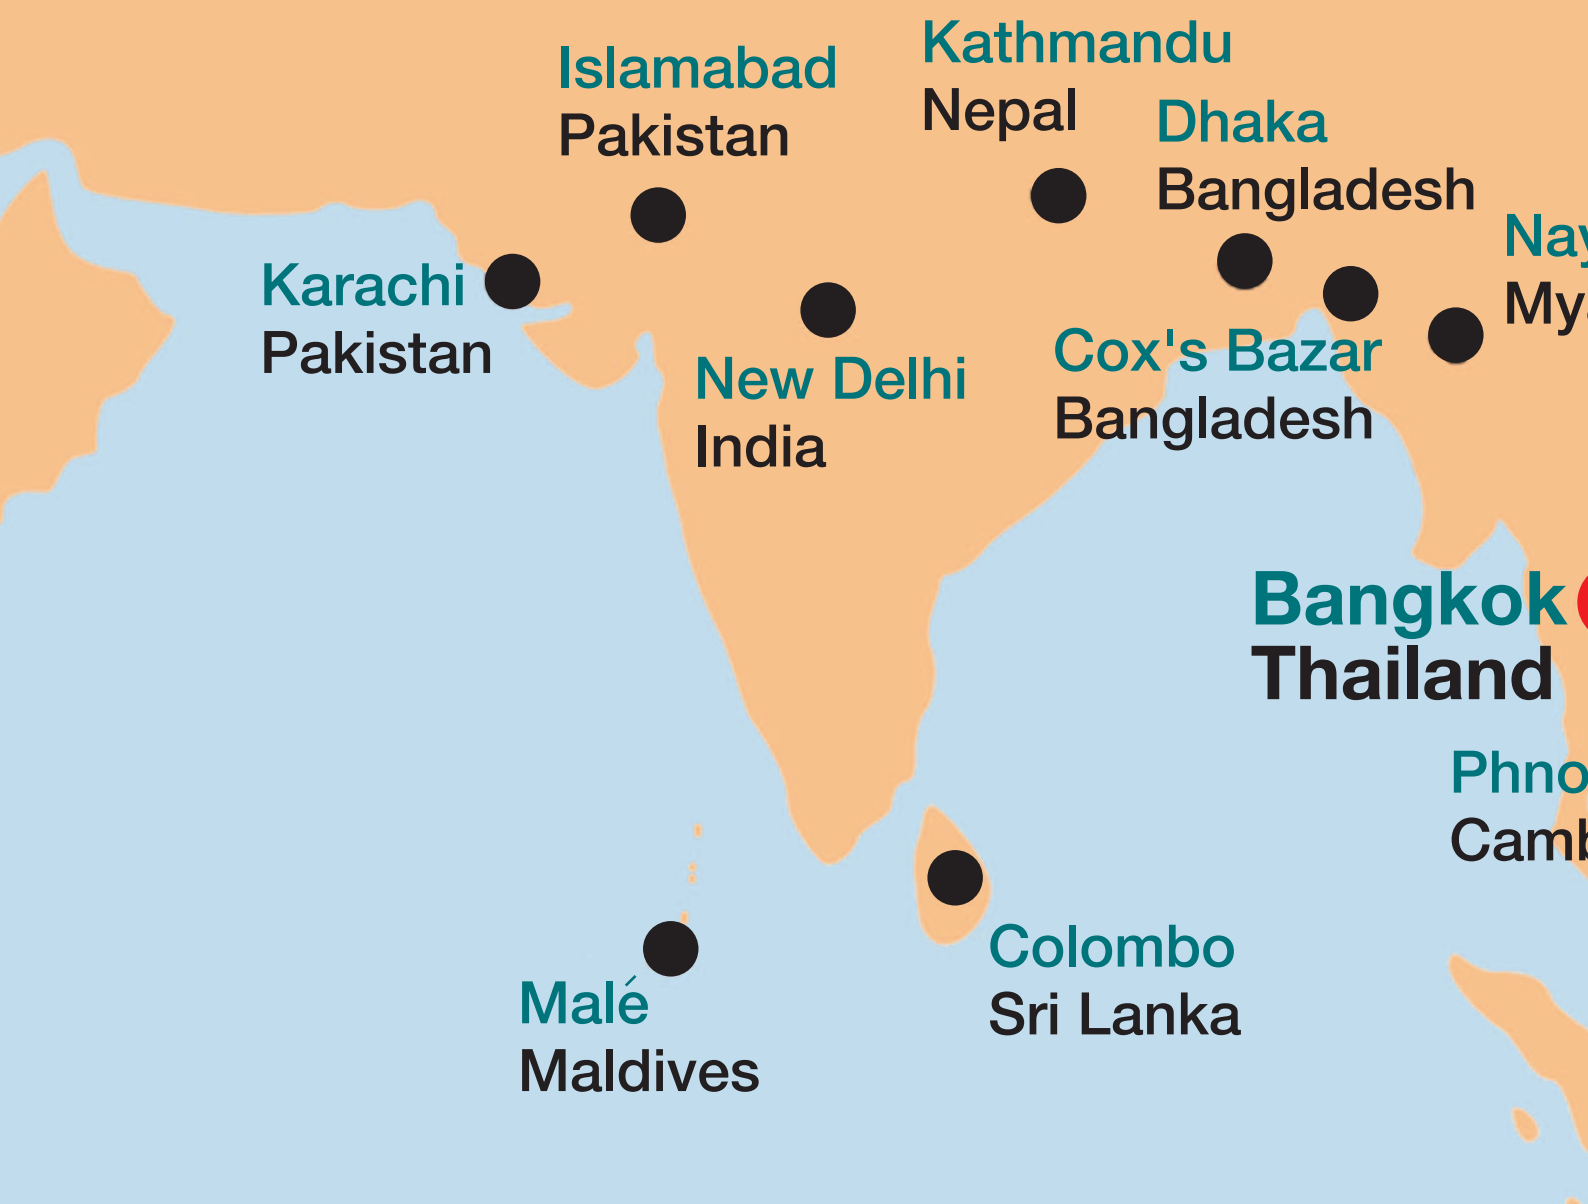 Islamabad
Pakistan
Kathmandu
Nepal
Dhaka
Bangladesh
Karachi
Pakistan
New Delhi
India
Cox's Bazar
Bangladesh
Bangkok
Thailand
Malé
Maldives
Colombo
Sri Lanka